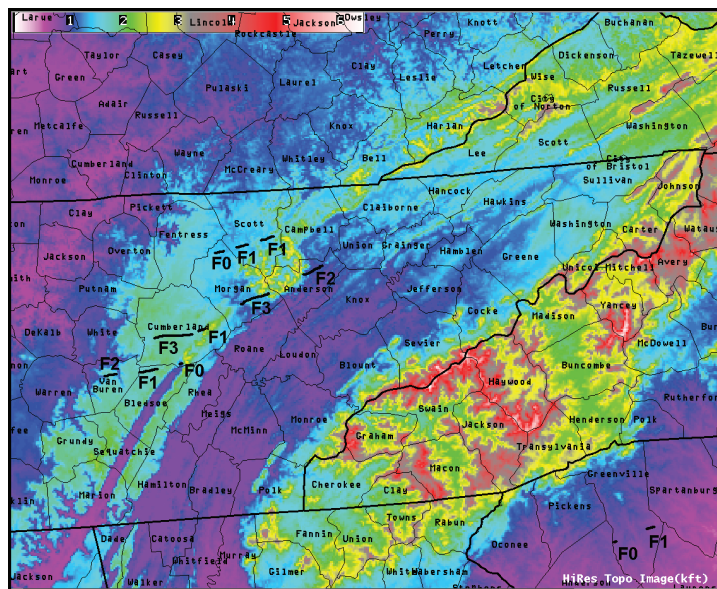 Larue 1 2 3 Lincoln 4 Jackson 5 6 Ows ley
Rockcastle Perry Knott Buchanan
Taylor Casey Clay Letcher Dickenson Tazewell
Green Pulaski Laurel Leslie Wise Russell
Adair City of Norton
Russell Knox Harlan Washington
Metcalfe Scott
Wayne Whitley Bell Lee
Cumberland McCreary City of Bristol
Monroe Clinton Sullivan Johnson
Hancock
Clay Pickett Claiborne Hawkins
Fentress Scott Campbell Washington Carter Watau
Overton F0 F1 F1 Union Grainger Hamblen Greene
Jackson Unicoi Mitchell Avery
Putnam Morgan Anderson F2 Jefferson
F3 Knox Yancey
DeKalb White Cumberland F1 Cocke Madison
F3 Roane Sevier McDowell
F2 F0 Loudon Blount Buncombe
Warren Van Buren F1 Rhea Haywood
Bledsoe Meigs Swain Rutherfor
Grundy McMinn Monroe Jackson Henderson Polk
Sequatchie Graham Transylvania
Hamilton Macon Greenville
Marion Bradley Polk Cherokee Clay Spartanburg
Towns Rabun Pickens
Dade Catoosa Fannin Union Oconee F1
Whitfield Murray F0
Jackson Walker Gilmer White Habersham Anderson
Stephens HiRes Topo Image(kft)